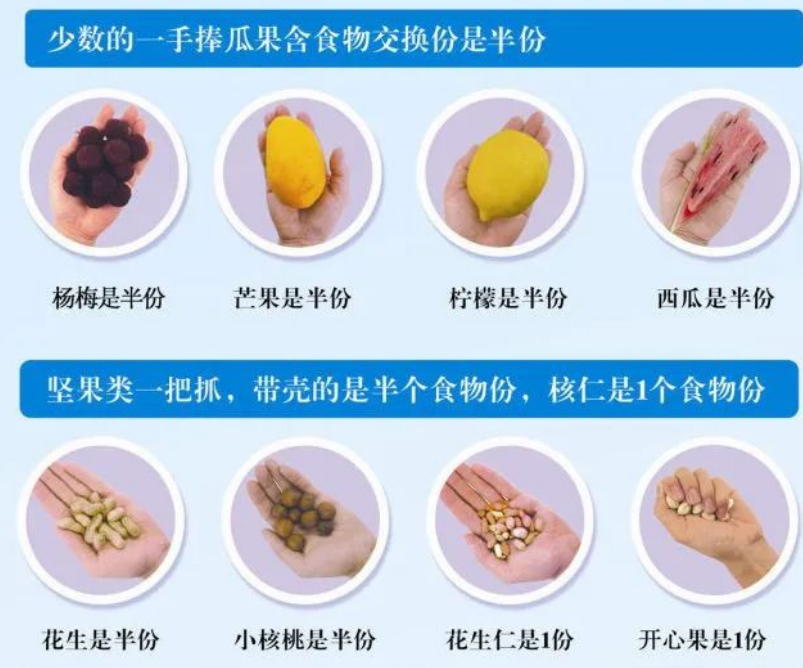 少数的一手捧瓜果含食物交换份是半份
杨梅是半份
芒果是半份
柠檬是半份
西瓜是半份
坚果类一把抓，带壳的是半个食物份，核仁是1个食物份
花生是半份
小核桃是半份
花生仁是1份
开心果是1份